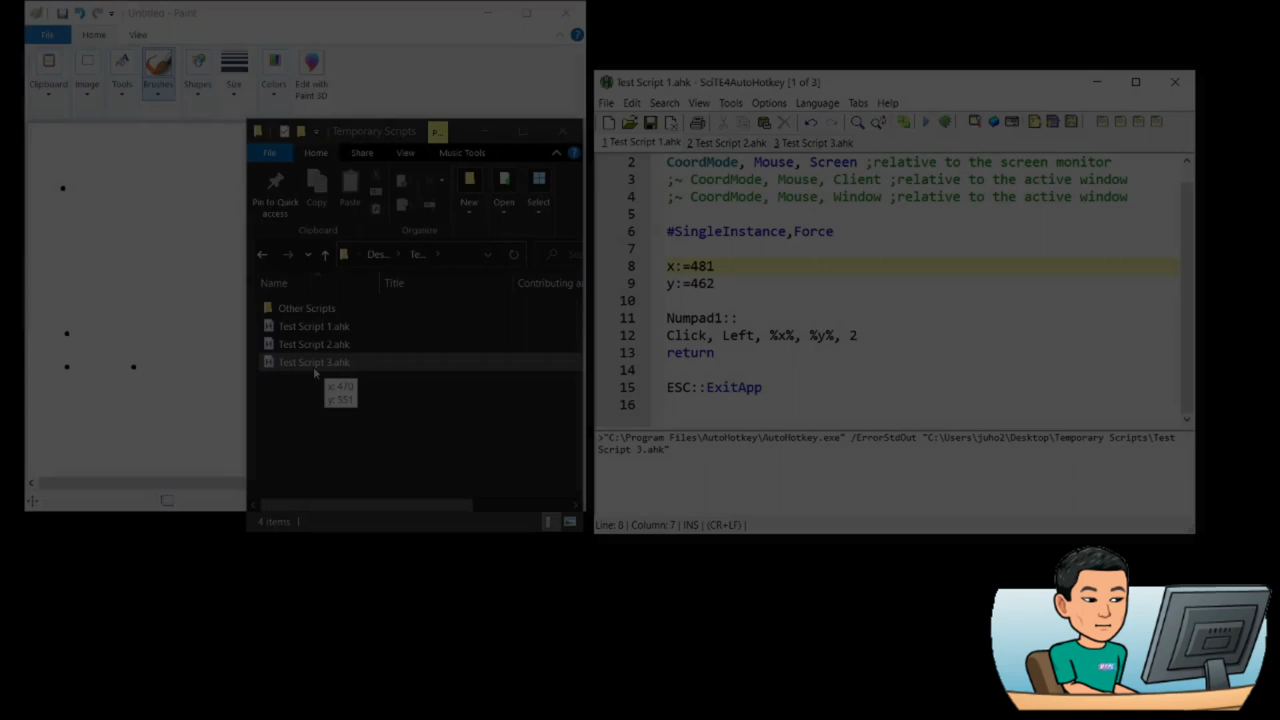 Untitled - Paint
File Home View
Clipboard Image Tools Brushes Shapes Size Colors Edit with Paint 3D
Temporary Scripts P...
File Home Share View Music Tools
Pin to Quick access Copy Paste New Open Select
Clipboard Organize
Des... Te...
Name Title Contributing a
Other Scripts
Test Script 1.ahk
Test Script 2.ahk
Test Script 3.ahk
x: 470
y: 551
4 items
Test Script 1.ahk - SciTE4AutoHotkey [1 of 3]
File Edit Search View Tools Options Language Tabs Help
1 Test Script 1.ahk 2 Test Script 2.ahk 3 Test Script 3.ahk
2 CoordMode, Mouse, Screen ;relative to the screen monitor
3 ;~ CoordMode, Mouse, Client ;relative to the active window
4 ;~ CoordMode, Mouse, Window ;relative to the active window
5
6 #SingleInstance,Force
7
8 x:=481
9 y:=462
10
11 Numpad1::
12 Click, Left, %x%, %y%, 2
13 return
14
15 ESC::ExitApp
16
>"C:\Program Files\AutoHotkey\AutoHotkey.exe" /ErrorStdOut "C:\Users\juho2\Desktop\Temporary Scripts\Test
Script 3.ahk"
Line: 8 | Column: 7 | INS | (CR+LF) |